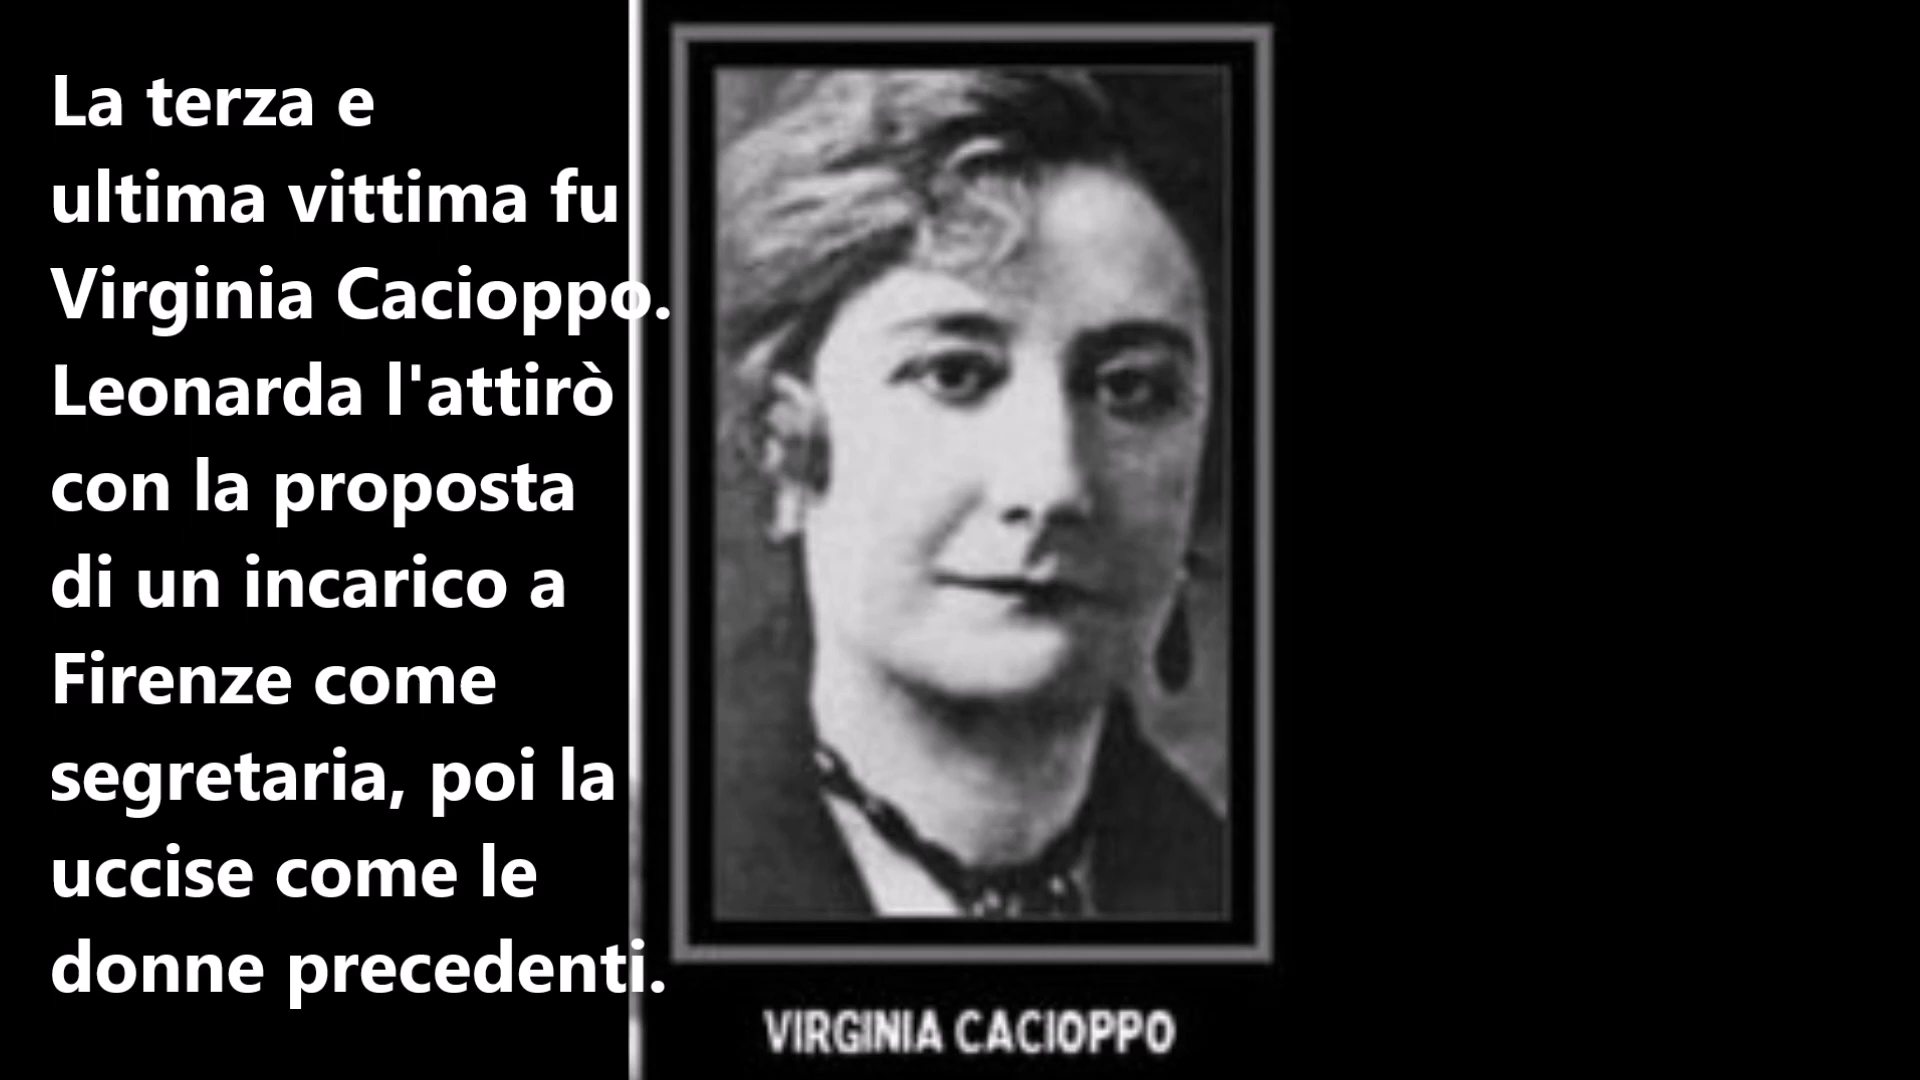 La terza e
ultima vittima fu
Virginia Cacioppo.
Leonarda l'attirò
con la proposta
di un incarico a
Firenze come
segretaria, poi la
uccise come le
donne precedenti.
VIRGINIA CACIOPPO